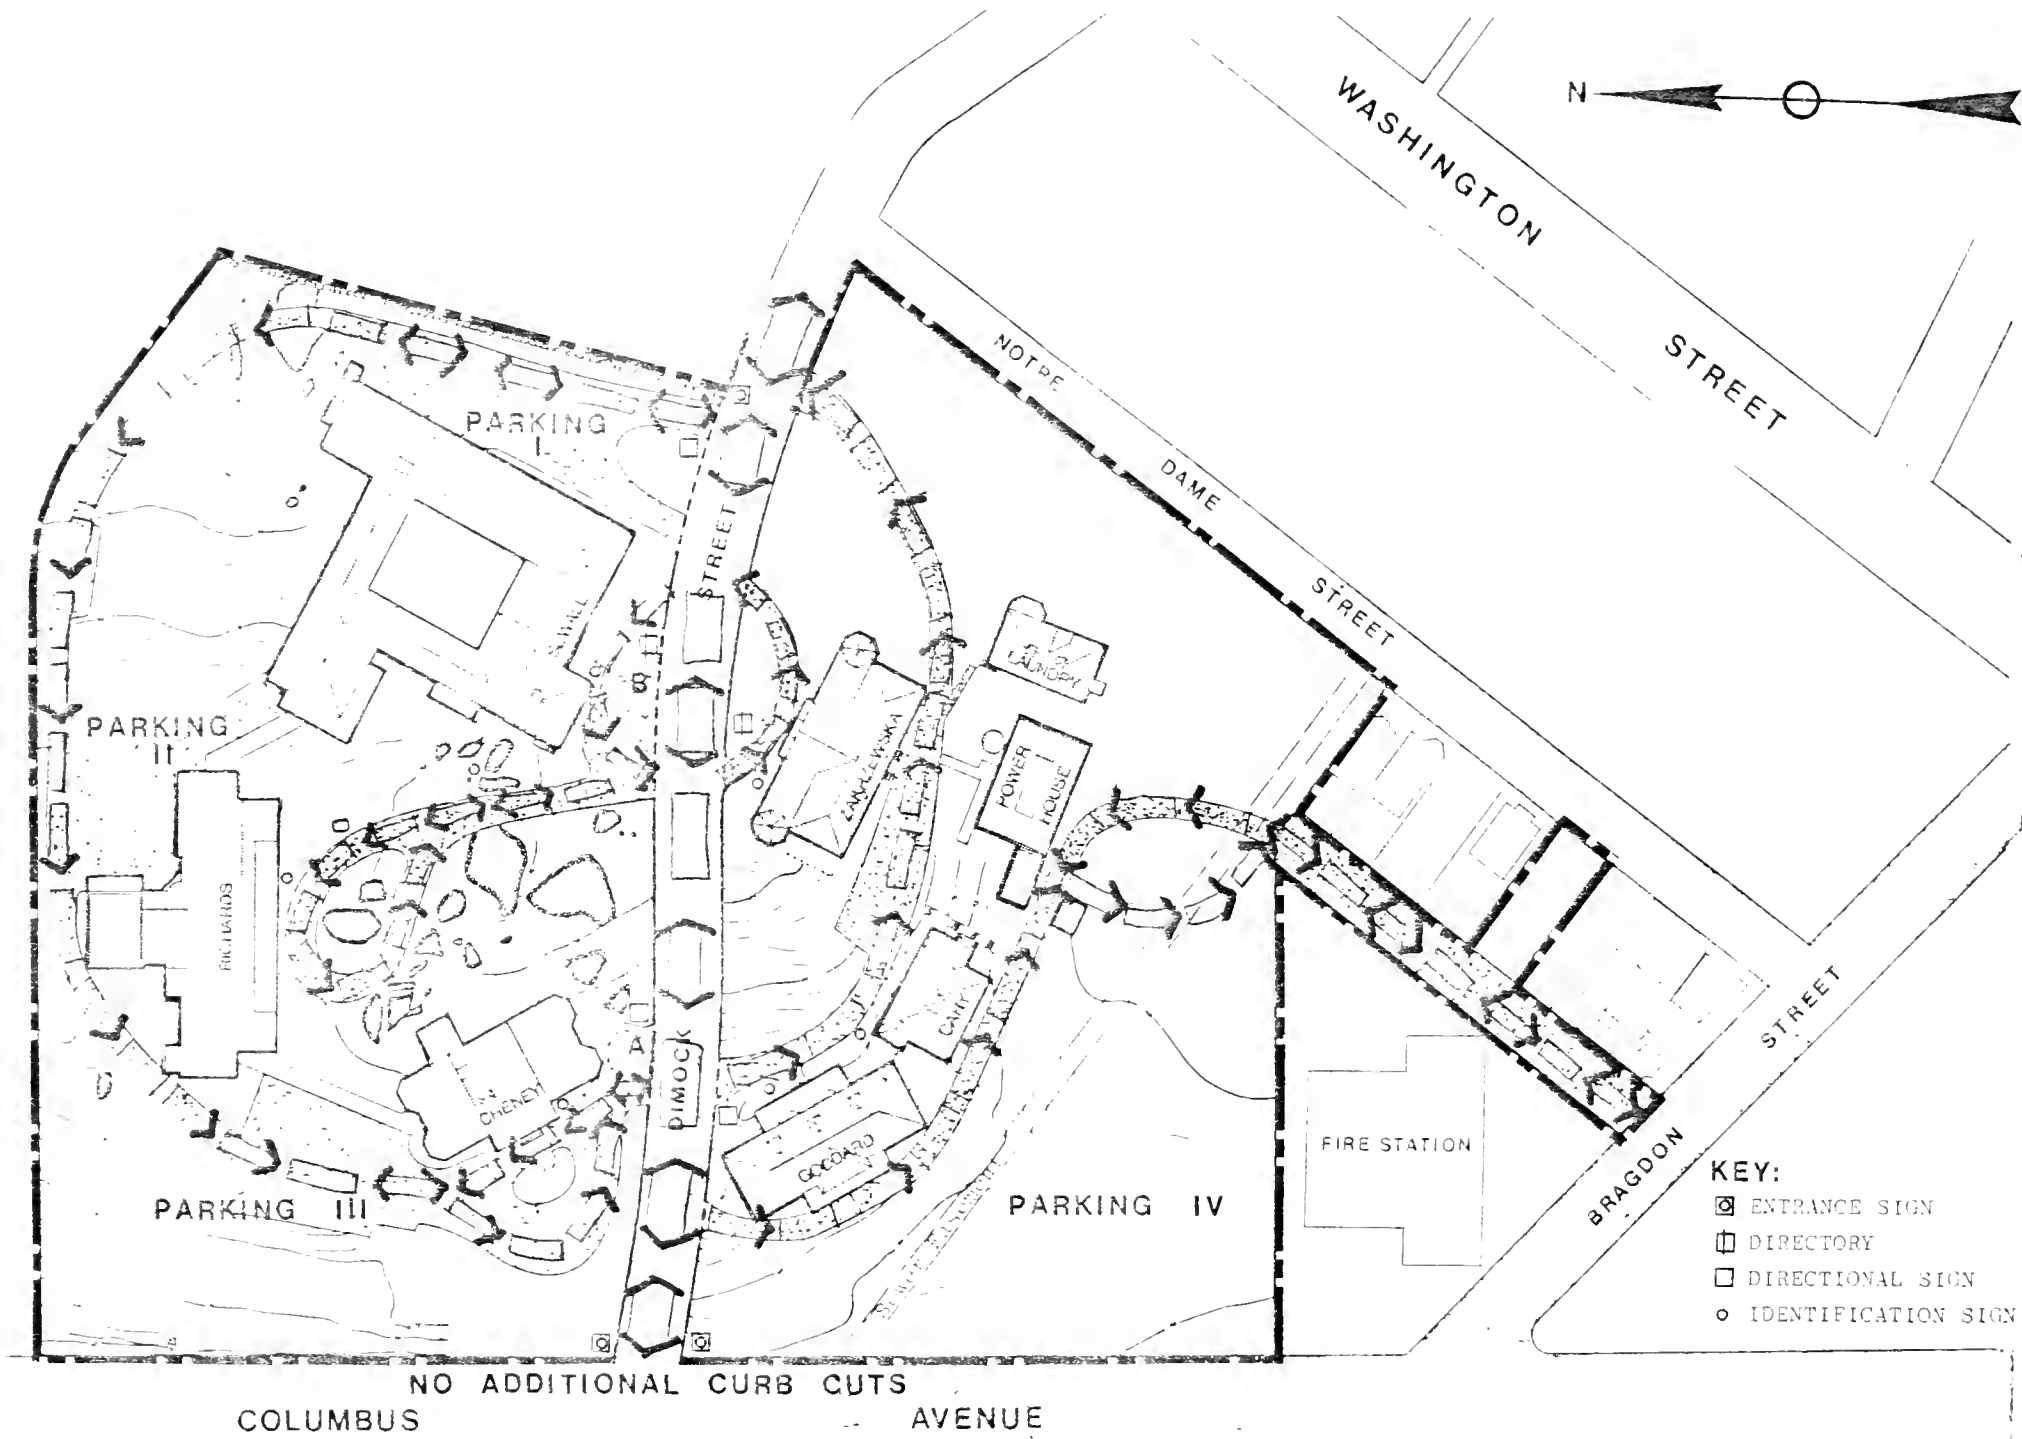 WASHINGTON
STREET
N
NOTRE
DAME
STREET
PARKING
I
STREET
SEWALL
B
LAUNDRY
PARKING
II
ZAKRZEWSKA
POWER
HOUSE
RICHARDS
CARY
A
DIMOCK
CHENEY
GODDARD
FIRE STATION
PARKING III
PARKING IV
BRAGDON
STREET
KEY:
ENTRANCE SIGN
DIRECTORY
DIRECTIONAL SIGN
IDENTIFICATION SIGN
NO ADDITIONAL CURB CUTS
COLUMBUS AVENUE